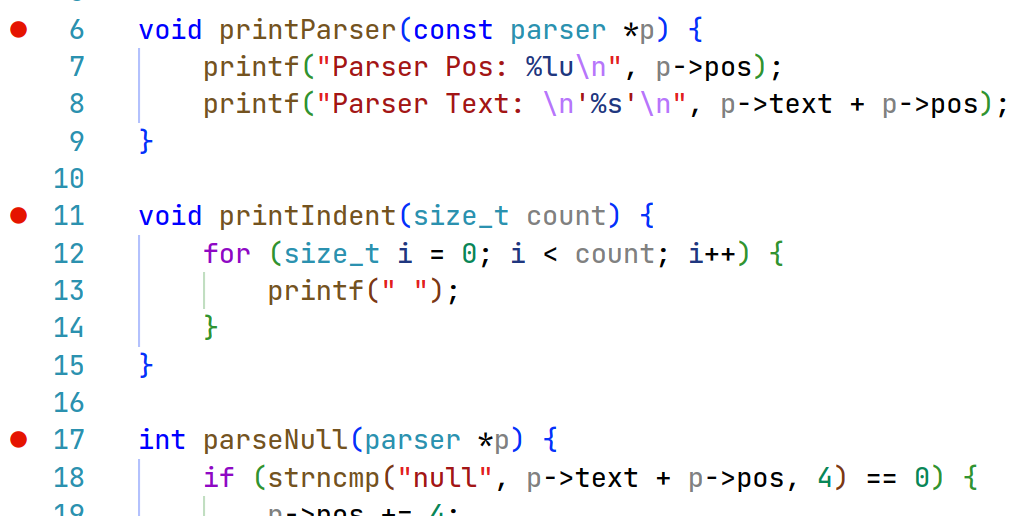 6 void printParser(const parser *p) {
7 printf("Parser Pos: %lu\n", p->pos);
8 printf("Parser Text: \n'%s'\n", p->text + p->pos);
9 }
10
11 void printIndent(size_t count) {
12 for (size_t i = 0; i < count; i++) {
13 printf(" ");
14 }
15 }
16
17 int parseNull(parser *p) {
18 if (strncmp("null", p->text + p->pos, 4) == 0) {
19 p->pos += 4;